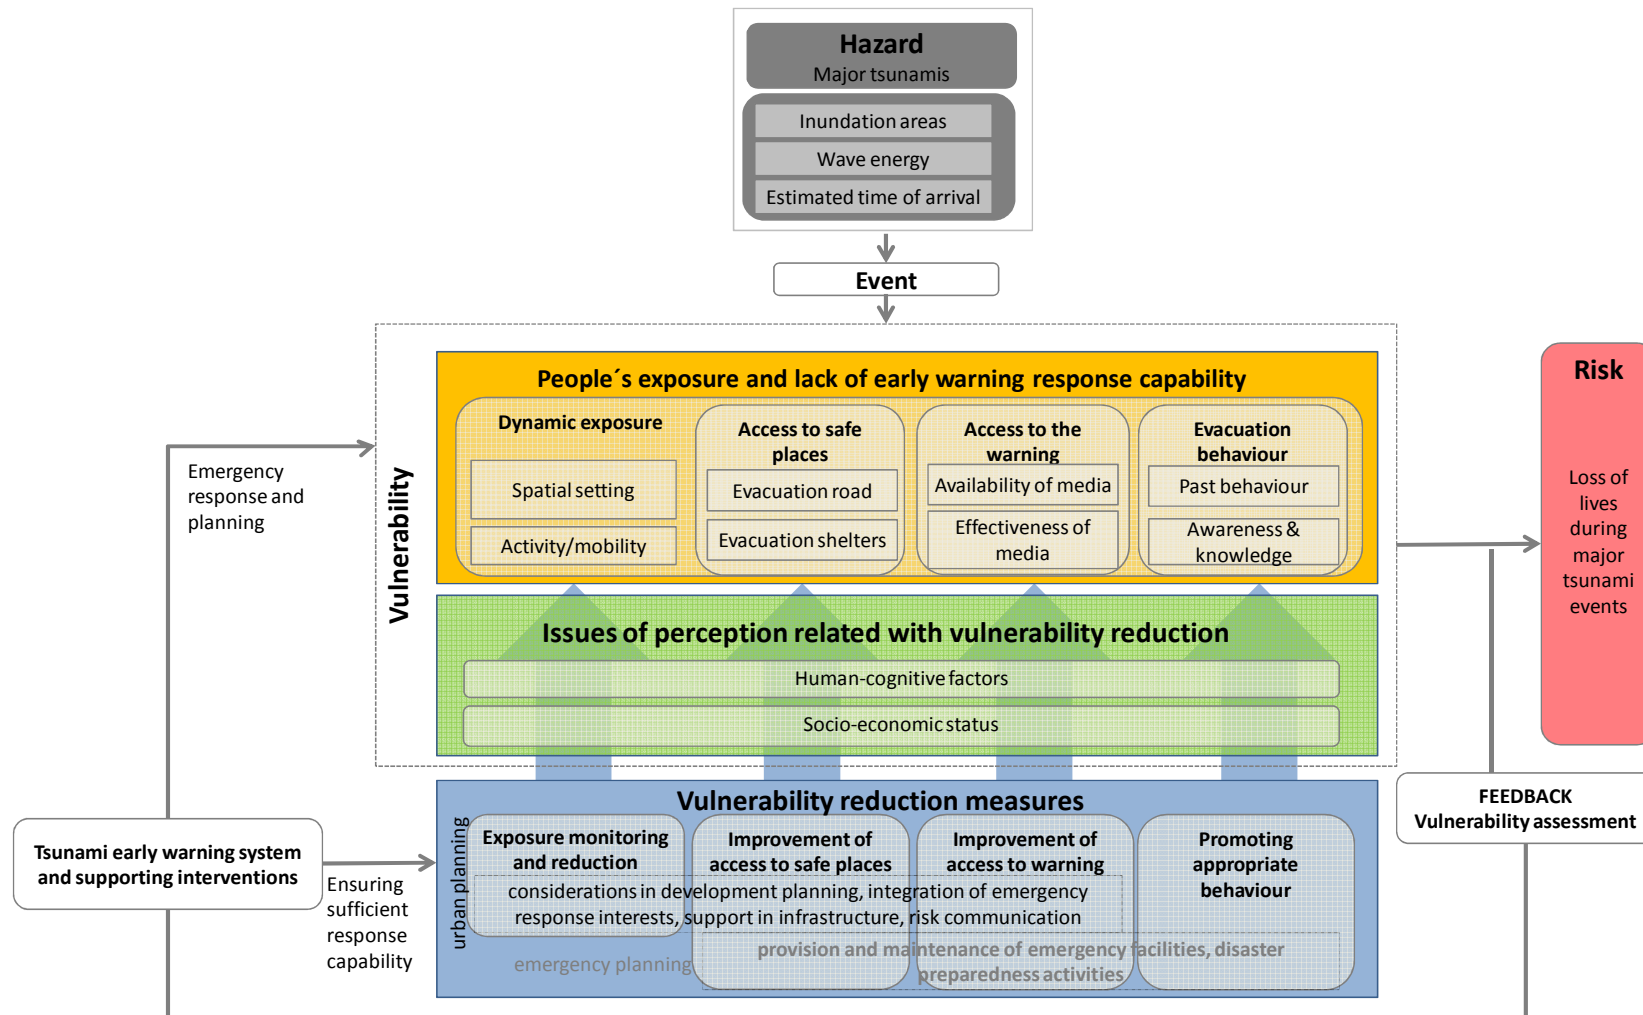 Hazard
Major tsunamis
Inundation areas
Wave energy
Estimated time of arrival
Event
Vulnerability
People´s exposure and lack of early warning response capability
Dynamic exposure
Spatial setting
Activity/mobility
Access to safe
places
Evacuation road
Evacuation shelters
Access to the
warning
Availability of media
Effectiveness of
media
Evacuation
behaviour
Past behaviour
Awareness &
knowledge
Issues of perception related with vulnerability reduction
Human-cognitive factors
Socio-economic status
Vulnerability reduction measures
urban planning
Exposure monitoring
and reduction
Improvement of
access to safe places
Improvement of
access to warning
Promoting
appropriate
behaviour
considerations in development planning, integration of emergency
response interests, support in infrastructure, risk communication
emergency planning
provision and maintenance of emergency facilities, disaster
preparedness activities
Emergency
response and
planning
Tsunami early warning system
and supporting interventions
Ensuring
sufficient
response
capability
Risk
Loss of
lives
during
major
tsunami
events
FEEDBACK
Vulnerability assessment